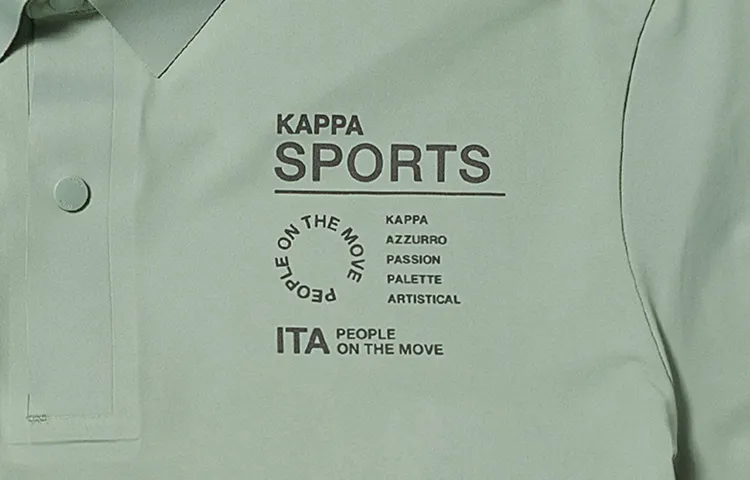 KAPPA
SPORTS
PEOPLE ON THE MOVE
KAPPA
AZZURRO
PASSION
PALETTE
ARTISTICAL
ITA PEOPLE
ON THE MOVE